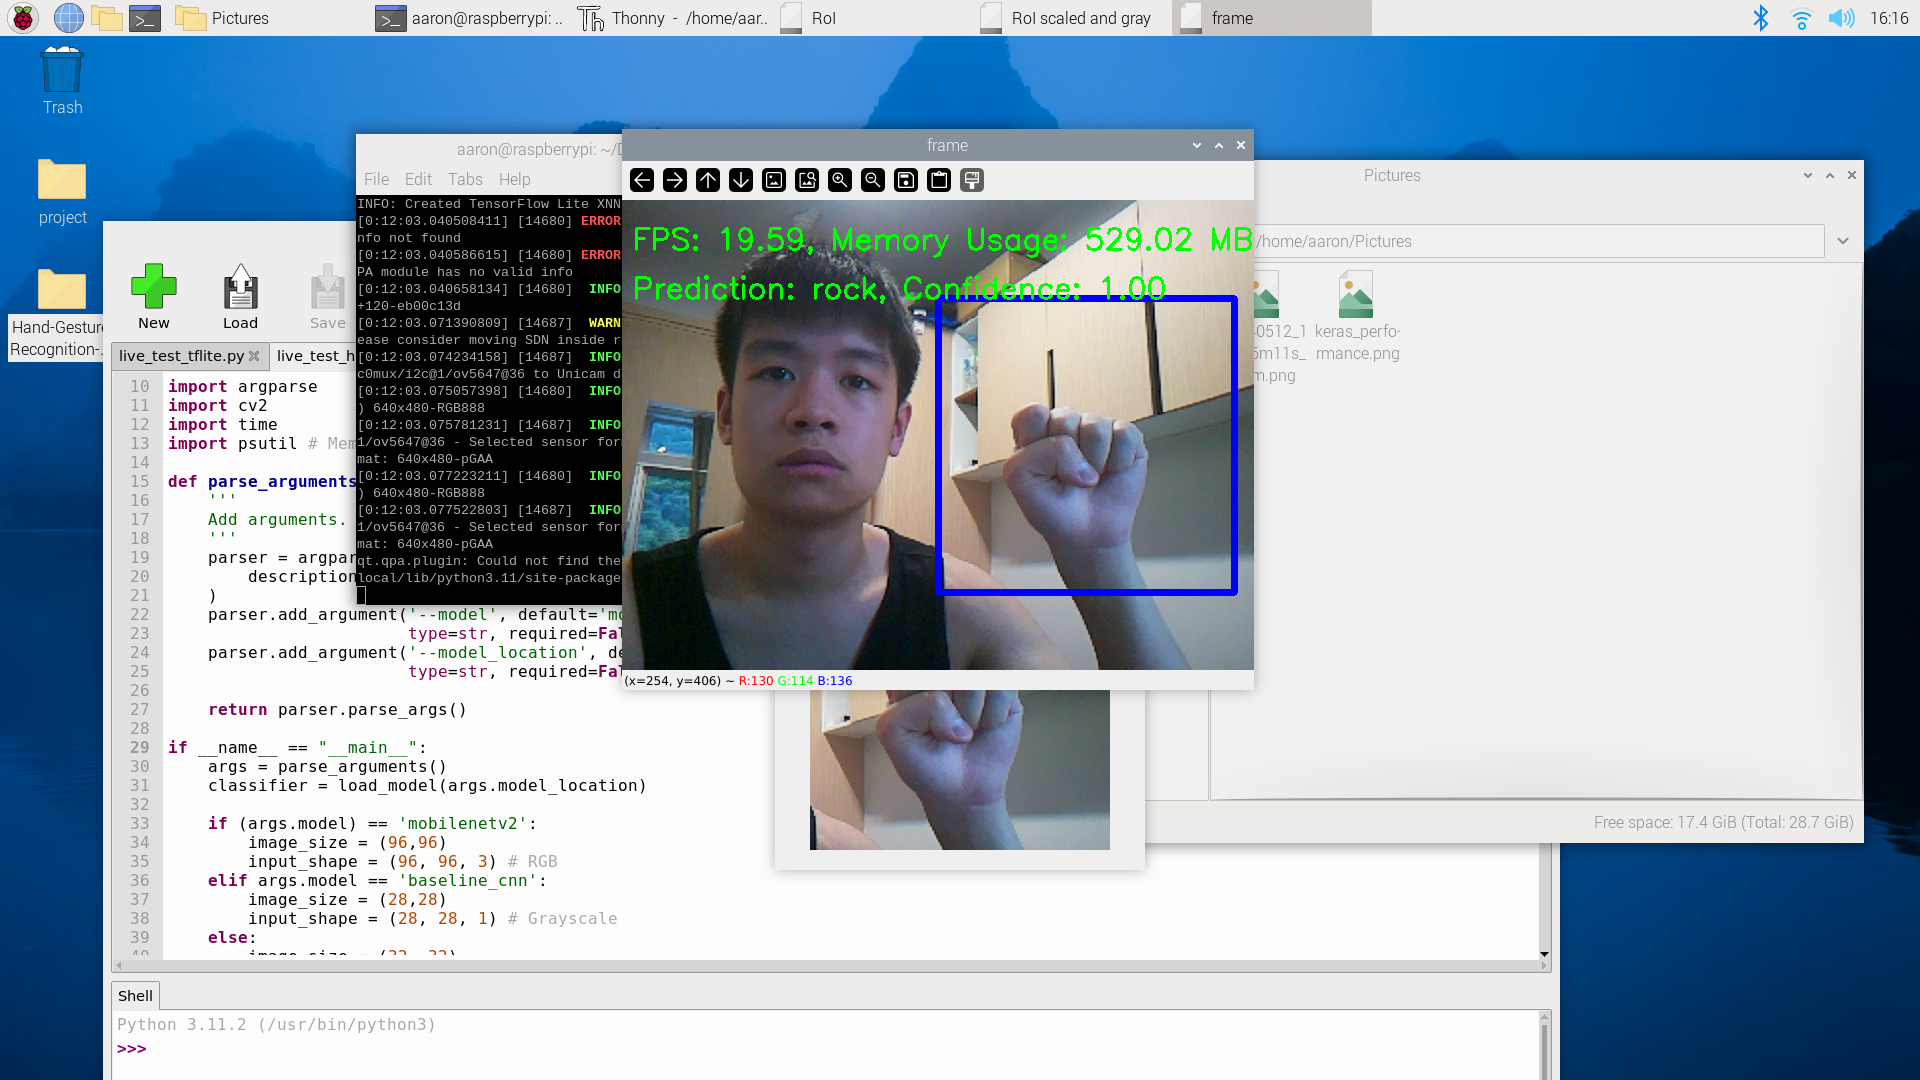 Pictures
aaron@raspberrypi: ..
Thonny - /home/aar..
RoI
RoI scaled and gray
frame
16:16
Trash
project
Hand-Gesture
Recognition-.
aaron@raspberrypi: ~/D
File Edit Tabs Help
INFO: Created TensorFlow Lite XNN
[0:12:03.040508411] [14680] ERROR
nfo not found
[0:12:03.040586615] [14680] ERROR
PA module has no valid info
[0:12:03.040658134] [14680] INFO
+120-eb00c13d
[0:12:03.071390809] [14687] WARN
ease consider moving SDN inside r
[0:12:03.074234158] [14687] INFO
c0mux/i2c@1/ov5647@36 to Unicam d
[0:12:03.075057398] [14680] INFO
) 640x480-RGB888
[0:12:03.075781231] [14687] INFO
1/ov5647@36 - Selected sensor for
mat: 640x480-pGAA
[0:12:03.077223211] [14680] INFO
) 640x480-RGB888
[0:12:03.077522803] [14687] INFO
1/ov5647@36 - Selected sensor for
mat: 640x480-pGAA
qt.qpa.plugin: Could not find the
local/lib/python3.11/site-package
frame
FPS: 19.59, Memory Usage: 529.02 MB
Prediction: rock, Confidence: 1.00
(x=254, y=406) ~ R:130 G:114 B:136
Pictures
/home/aaron/Pictures
0512_1
5m11s_
m.png
keras_perfo-
rmance.png
Free space: 17.4 GiB (Total: 28.7 GiB)
New
Load
Save
live_test_tflite.py
live_test_h
10 import argparse
11 import cv2
12 import time
13 import psutil # Mem
14
15 def parse_arguments
16 '''
17 Add arguments.
18 '''
19 parser = argpar
20 description
21 )
22 parser.add_argument('--model', default='mo
23 type=str, required=Fal
24 parser.add_argument('--model_location', de
25 type=str, required=Fal
26
27 return parser.parse_args()
28
29 if __name__ == "__main__":
30 args = parse_arguments()
31 classifier = load_model(args.model_location)
32
33 if (args.model) == 'mobilenetv2':
34 image_size = (96,96)
35 input_shape = (96, 96, 3) # RGB
36 elif args.model == 'baseline_cnn':
37 image_size = (28,28)
38 input_shape = (28, 28, 1) # Grayscale
39 else:
40 image_size = (32, 32)
Shell
Python 3.11.2 (/usr/bin/python3)
>>>